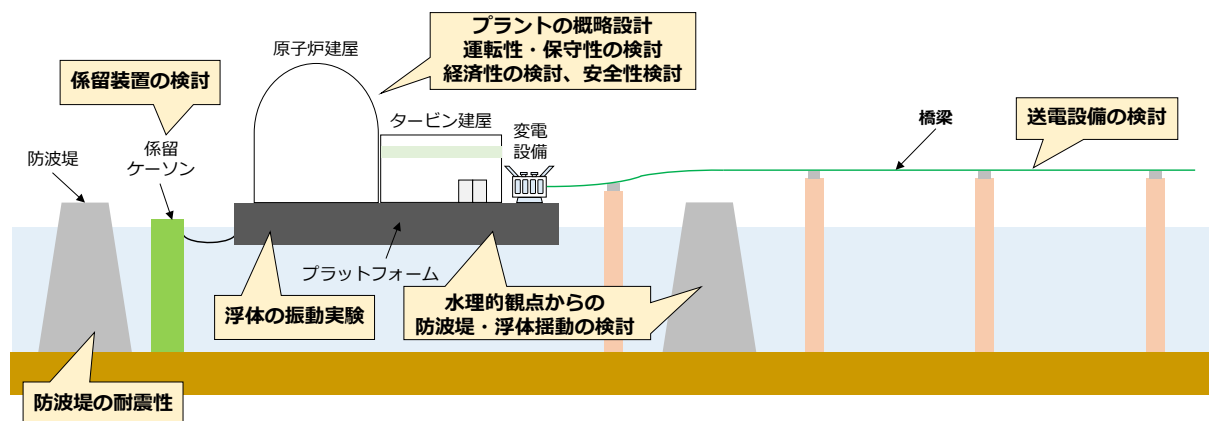 プラントの概略設計
運転性・保守性の検討
経済性の検討、安全性検討
原子炉建屋
係留装置の検討
タービン建屋
変電
設備
橋梁
送電設備の検討
防波堤
係留
ケーソン
プラットフォーム
浮体の振動実験
水理的観点からの
防波堤・浮体揺動の検討
防波堤の耐震性